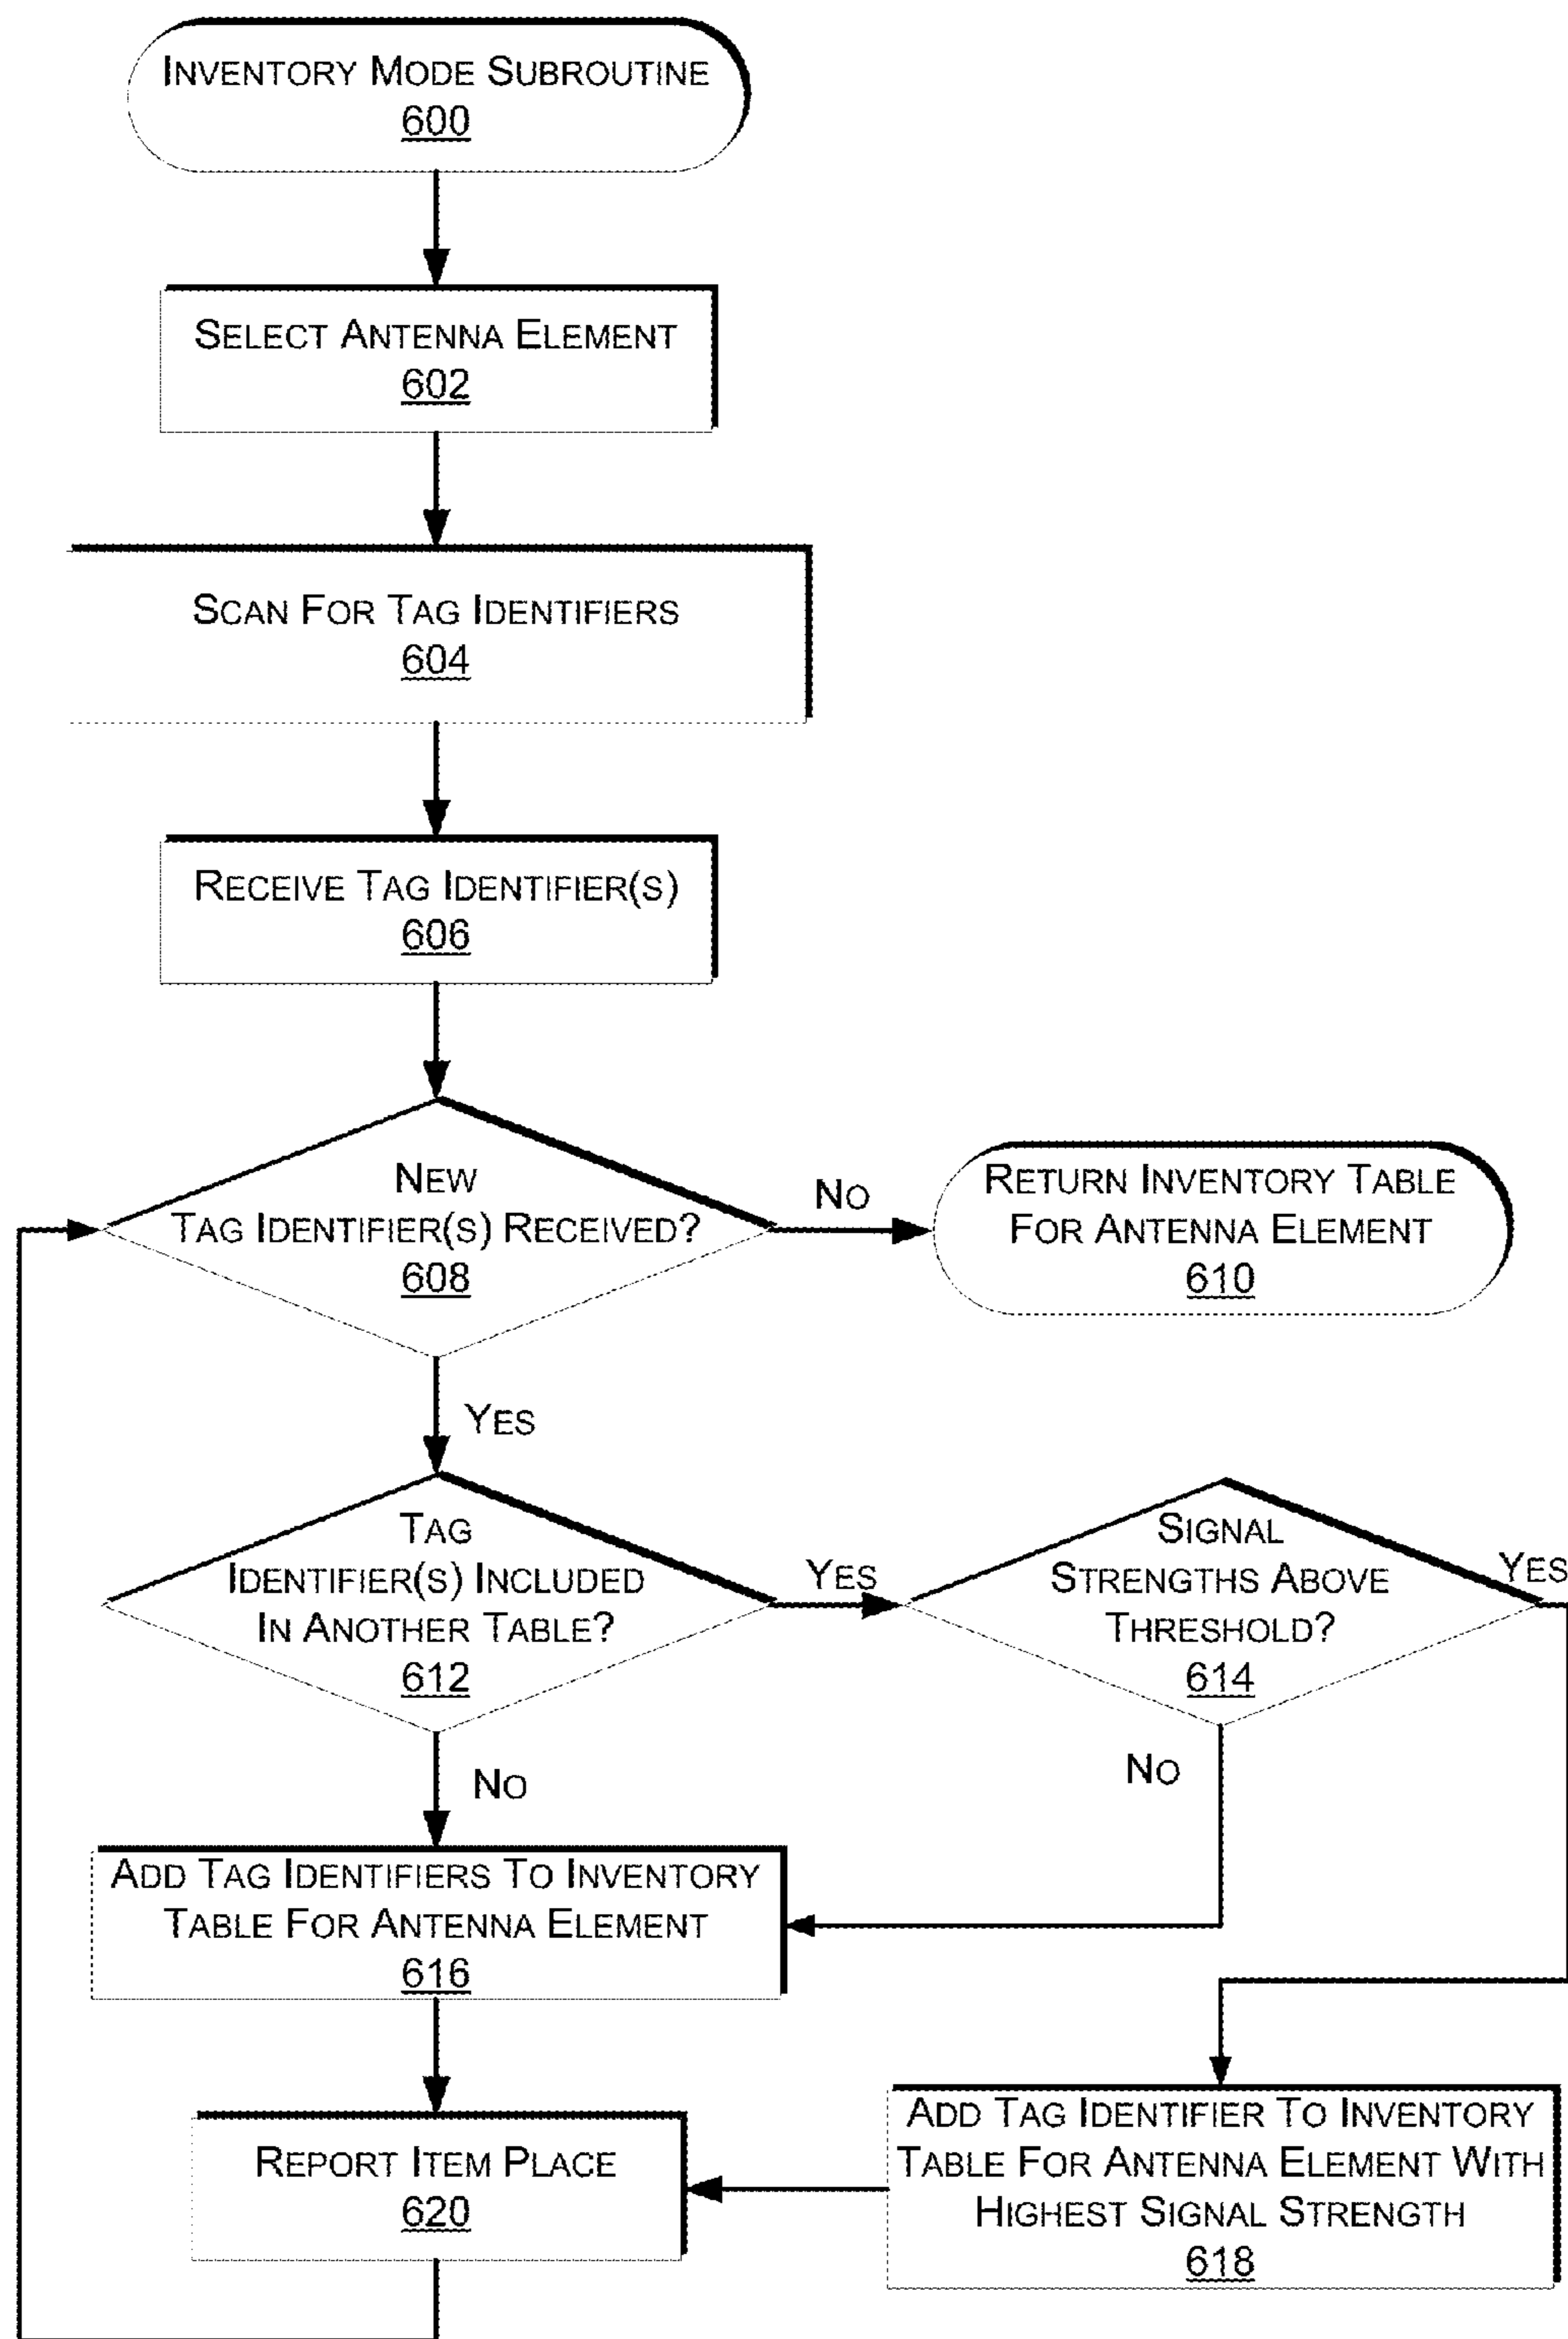 INVENTORY MODE SUBROUTINE
600
SELECT ANTENNA ELEMENT
602
SCAN FOR TAG IDENTIFIERS
604
RECEIVE TAG IDENTIFIER(S)
606
NEW
TAG IDENTIFIER(S) RECEIVED?
608
NO
RETURN INVENTORY TABLE
FOR ANTENNA ELEMENT
610
YES
TAG
IDENTIFIER(S) INCLUDED
IN ANOTHER TABLE?
612
YES
SIGNAL
STRENGTHS ABOVE
THRESHOLD?
614
YES
NO
NO
ADD TAG IDENTIFIERS TO INVENTORY
TABLE FOR ANTENNA ELEMENT
616
REPORT ITEM PLACE
620
ADD TAG IDENTIFIER TO INVENTORY
TABLE FOR ANTENNA ELEMENT WITH
HIGHEST SIGNAL STRENGTH
618